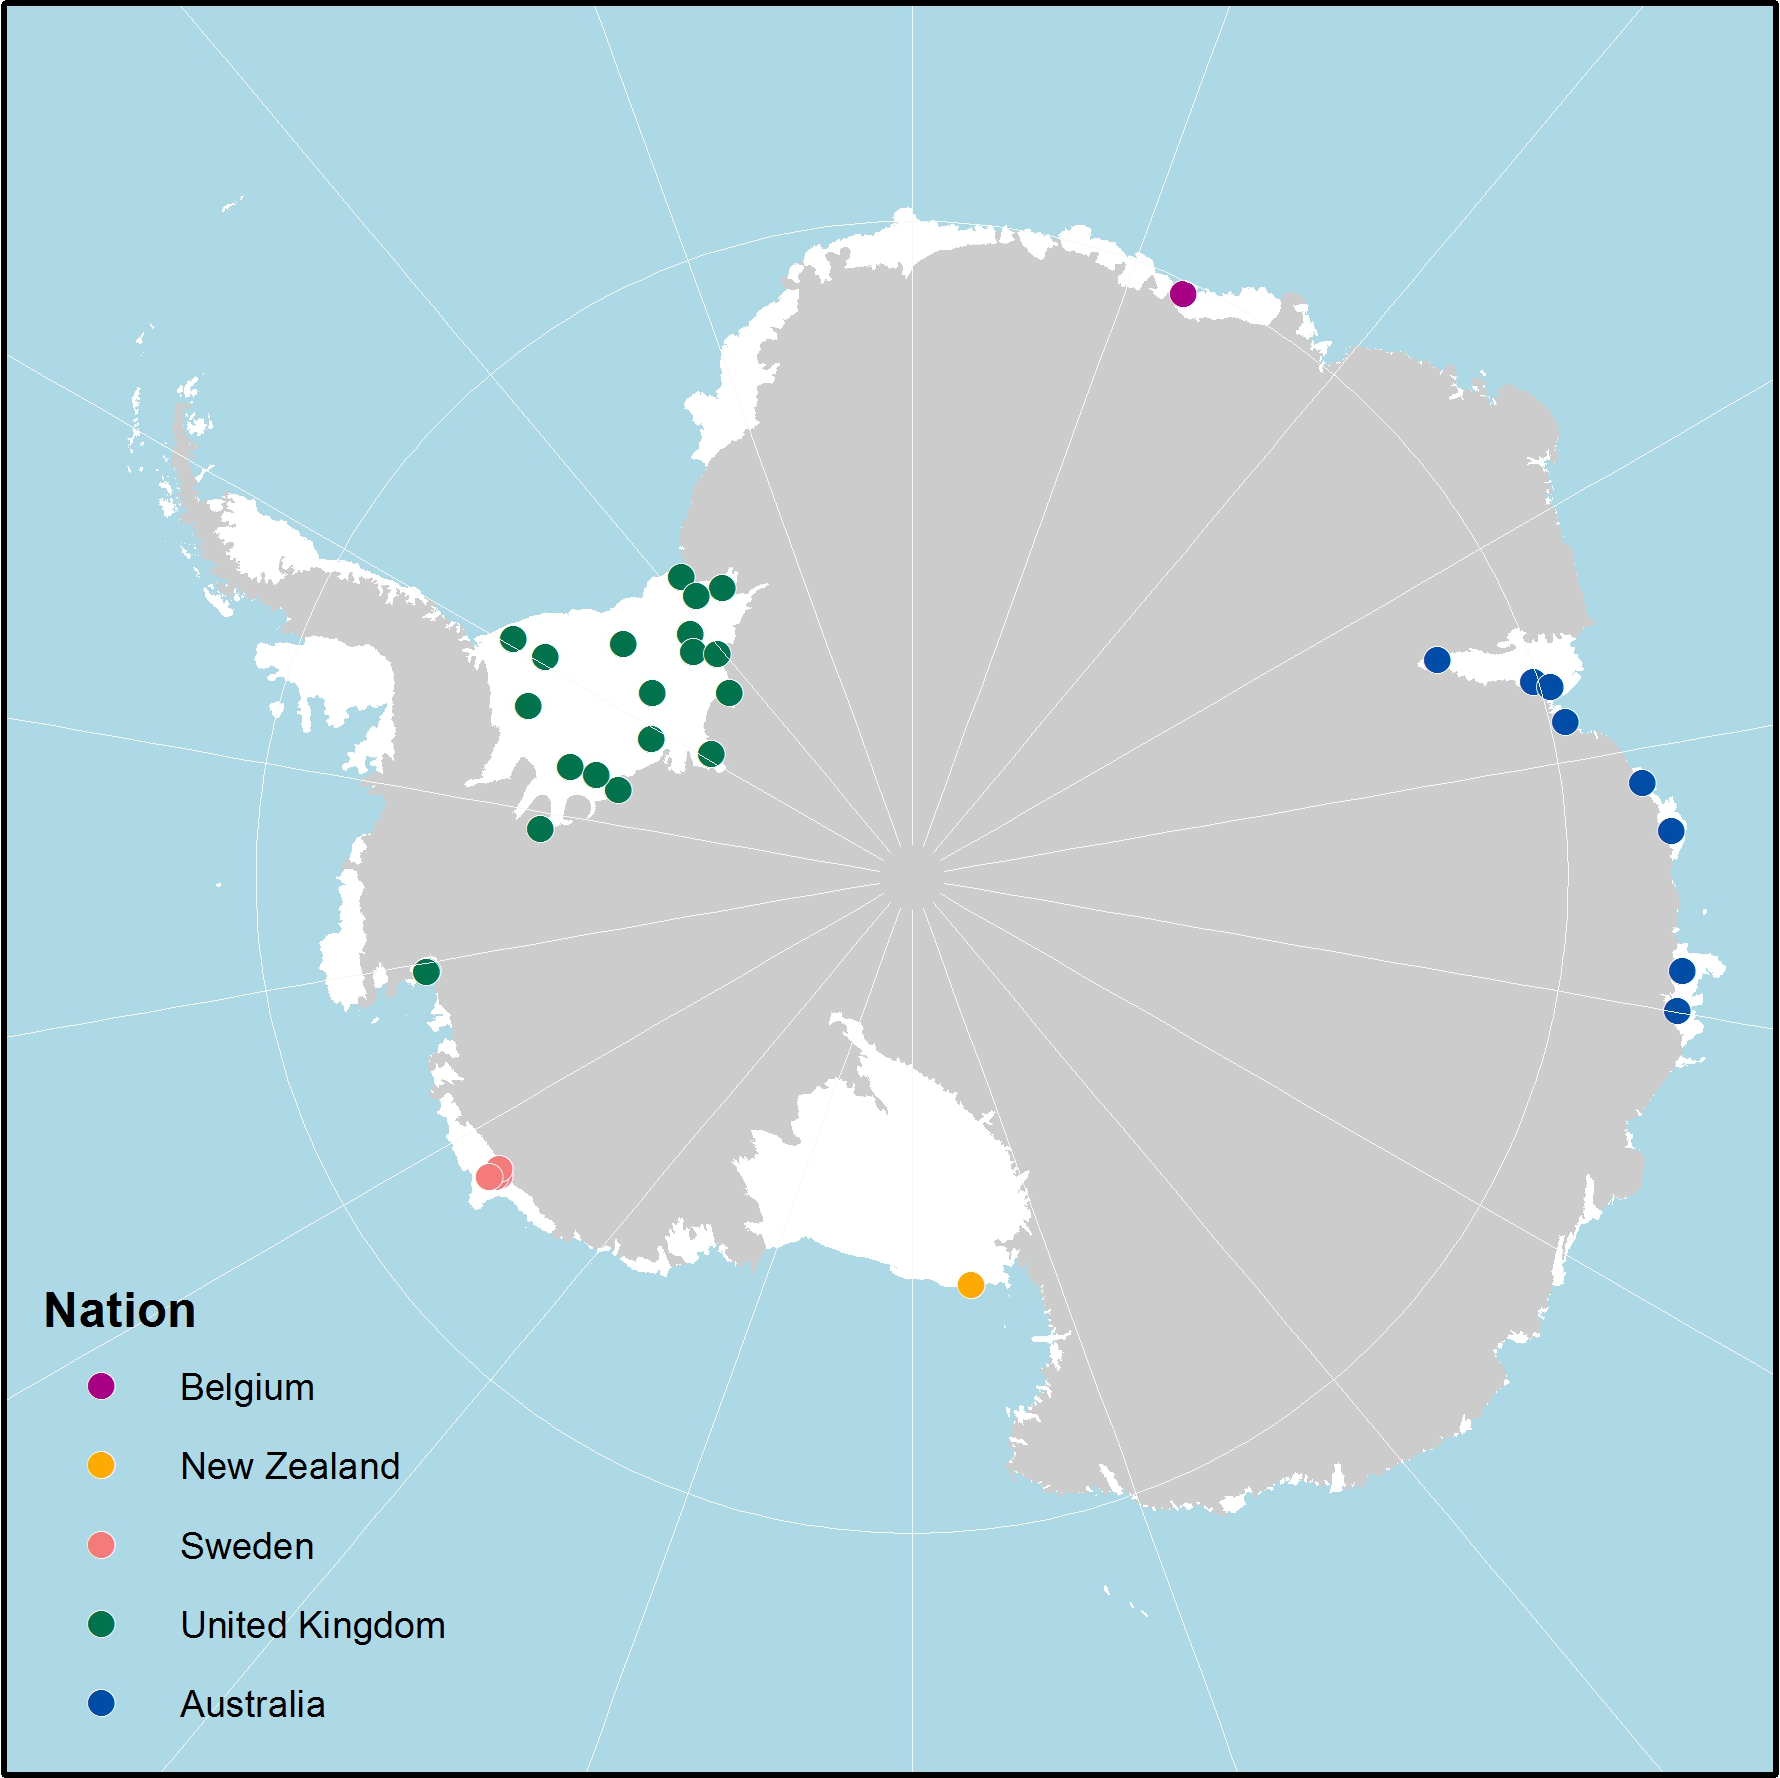 Nation
Belgium
New Zealand
Sweden
United Kingdom
Australia